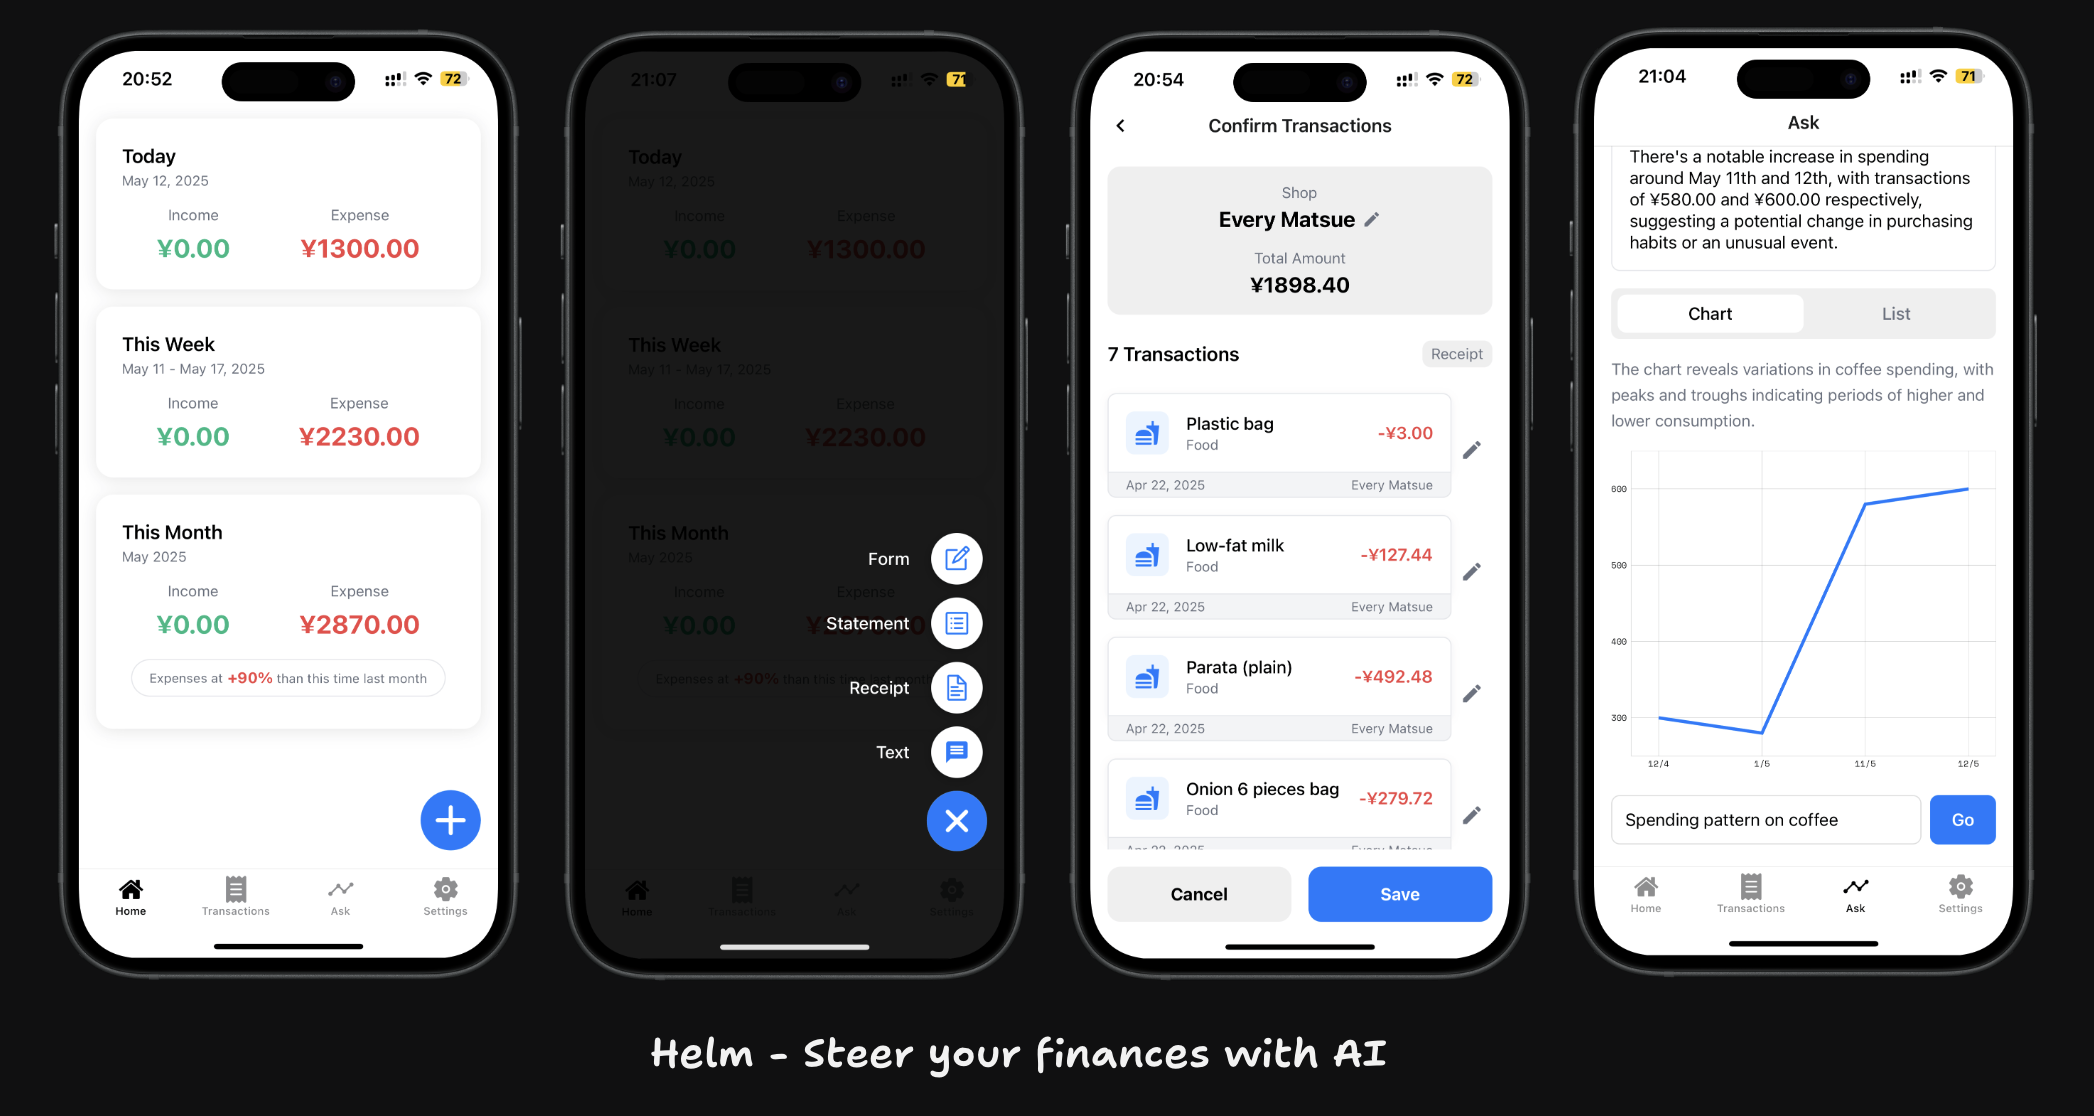 20:52
72
Today
May 12, 2025
Income Expense
¥0.00 ¥1300.00
This Week
May 11 - May 17, 2025
Income Expense
¥0.00 ¥2230.00
This Month
May 2025
Income Expense
¥0.00 ¥2870.00
Expenses at +90% than this time last month
Home Transactions Ask Settings
21:07
71
Today
May 12, 2025
Income Expense
¥0.00 ¥1300.00
This Week
May 11 - May 17, 2025
Income Expense
¥0.00 ¥2230.00
This Month
May 2025
Form
Income Expense
Statement
¥0.00 ¥2870.00
Expenses at +90% than this time last month
Receipt
Text
Home Transactions Ask Settings
20:54
72
Confirm Transactions
Shop
Every Matsue
Total Amount
¥1898.40
7 Transactions Receipt
Plastic bag
Food
-¥3.00
Apr 22, 2025 Every Matsue
Low-fat milk
Food
-¥127.44
Apr 22, 2025 Every Matsue
Parata (plain)
Food
-¥492.48
Apr 22, 2025 Every Matsue
Onion 6 pieces bag
Food
-¥279.72
Apr 22, 2025 Every Matsue
Cancel Save
21:04
71
Ask
There's a notable increase in spending
around May 11th and 12th, with transactions
of ¥580.00 and ¥600.00 respectively,
suggesting a potential change in purchasing
habits or an unusual event.
Chart List
The chart reveals variations in coffee spending, with
peaks and troughs indicating periods of higher and
lower consumption.
600
500
400
300
12/4 1/5 11/5 12/5
Spending pattern on coffee Go
Home Transactions Ask Settings
Helm - Steer your finances with AI